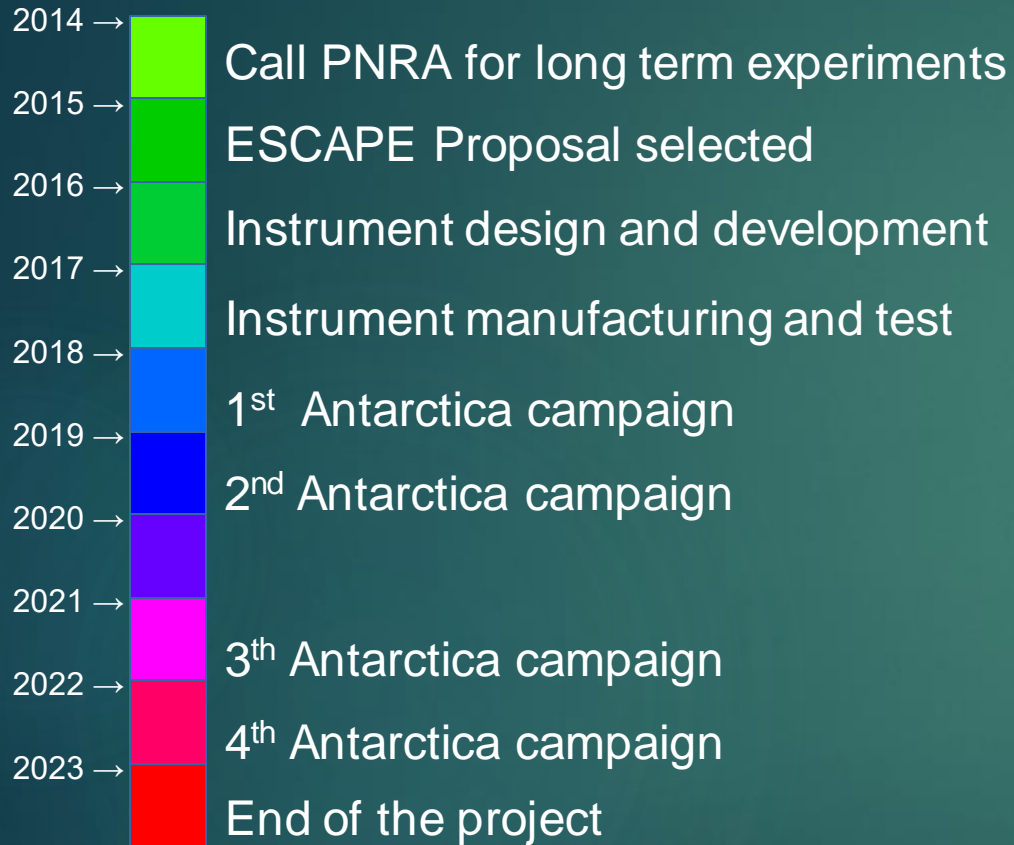 2014 →
Call PNRA for long term experiments
2015 →
ESCAPE Proposal selected
2016 →
Instrument design and development
2017 →
Instrument manufacturing and test
2018 →
1st Antarctica campaign
2019 →
2nd Antarctica campaign
2020 →
2021 →
3th Antarctica campaign
2022 →
4th Antarctica campaign
2023 →
End of the project